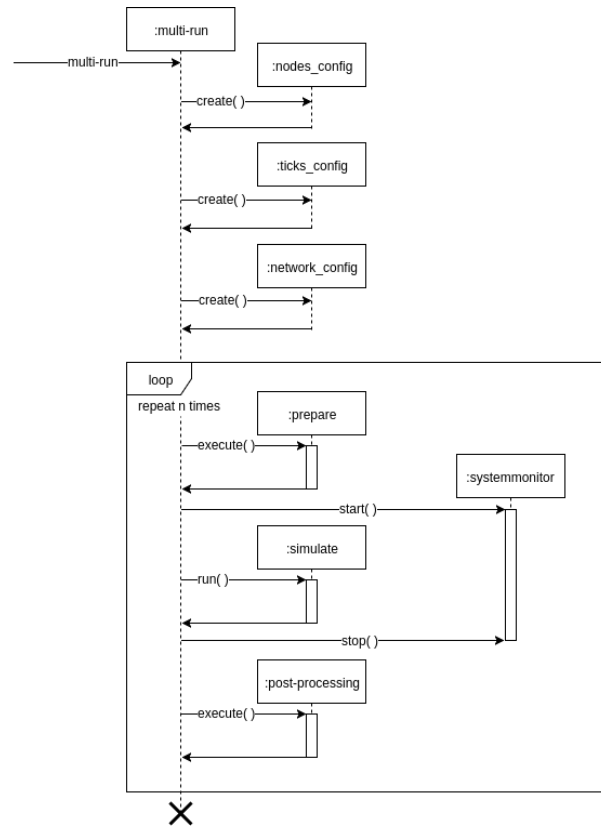 :multi-run
multi-run
:nodes_config
create( )
:ticks_config
create( )
:network_config
create( )
loop
repeat n times
:prepare
execute( )
:systemmonitor
start( )
:simulate
run( )
stop( )
:post-processing
execute( )